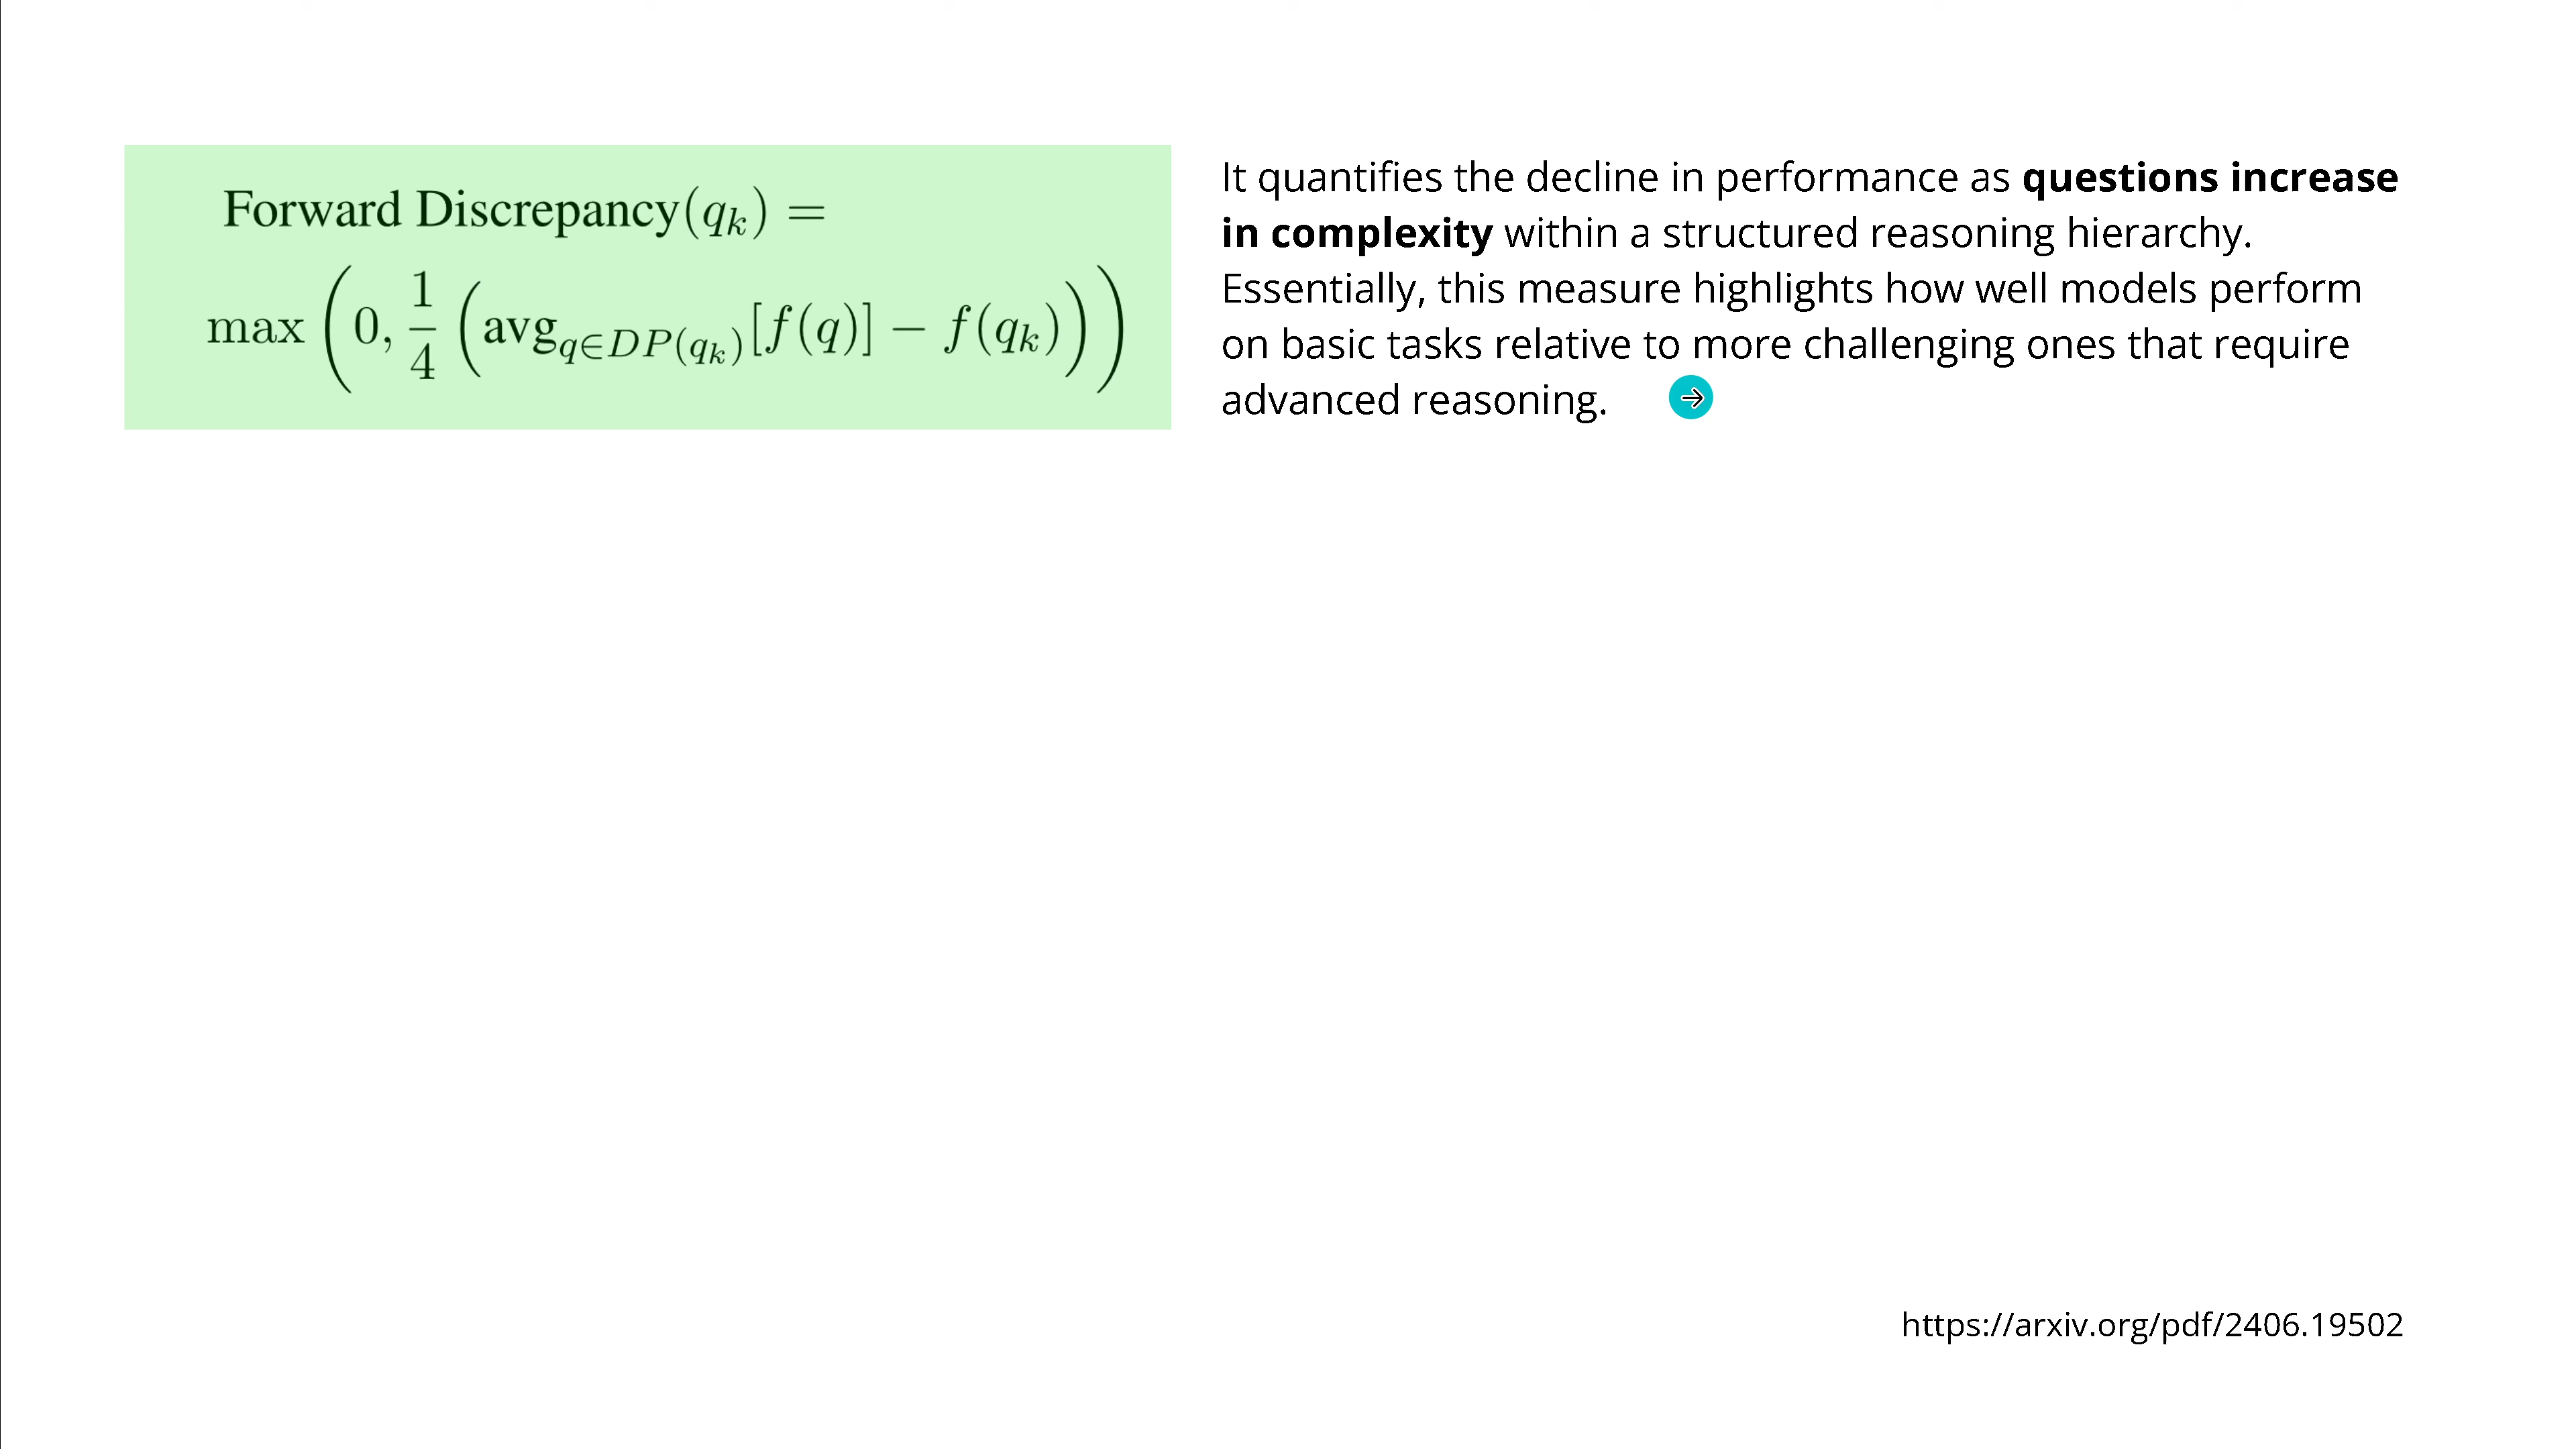 Forward Discrepancy(q_k) =
max (0, 1/4 (avg_{q∈DP(q_k)}[f(q)] − f(q_k)))
It quantifies the decline in performance as questions increase
in complexity within a structured reasoning hierarchy.
Essentially, this measure highlights how well models perform
on basic tasks relative to more challenging ones that require
advanced reasoning.
https://arxiv.org/pdf/2406.19502